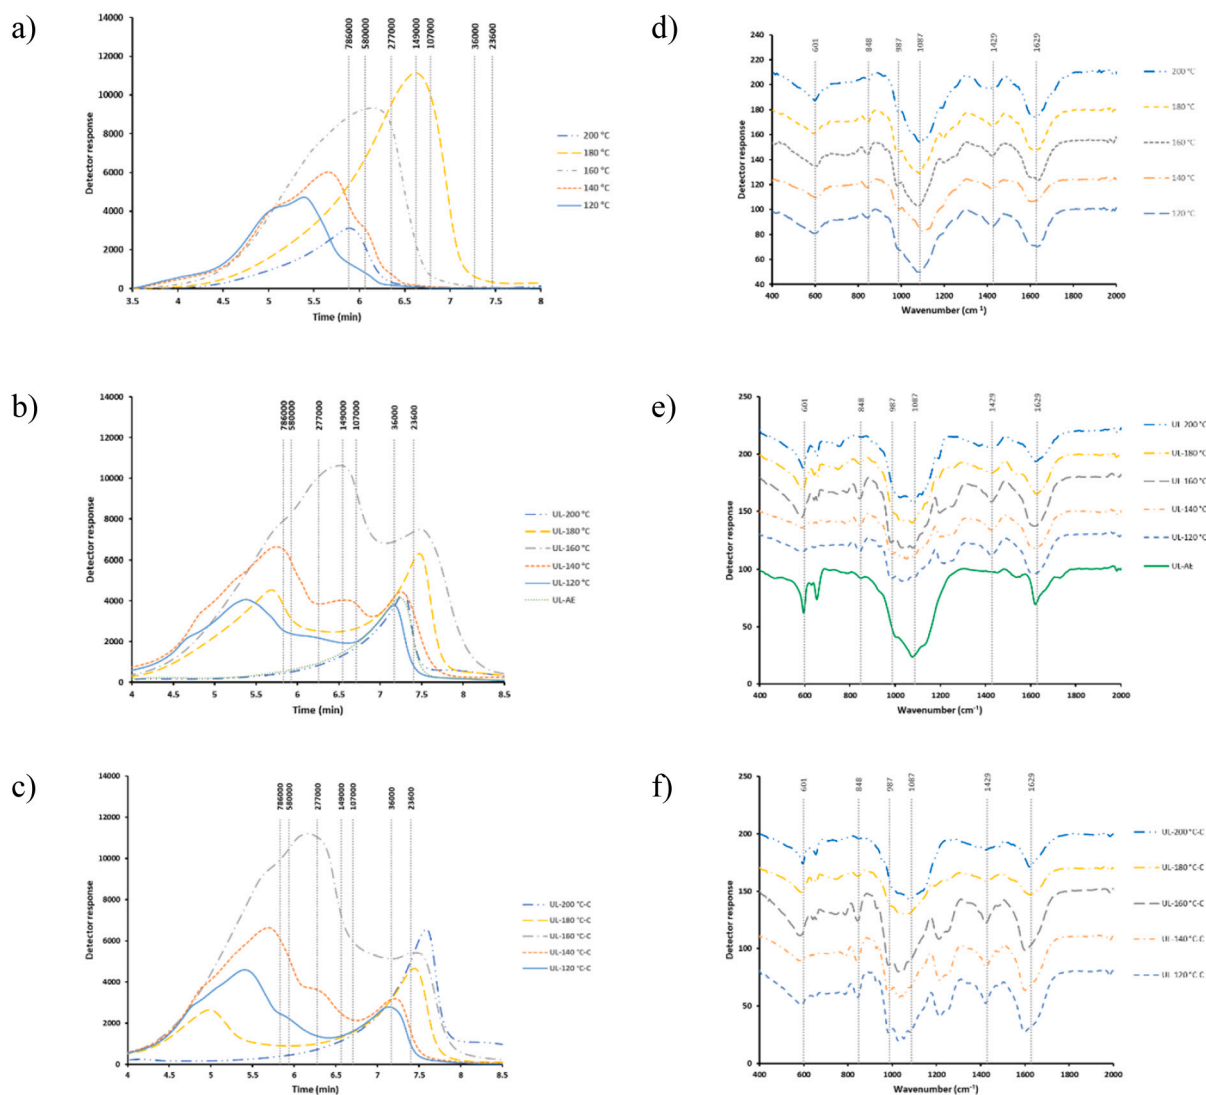 a)
14000
12000
10000
8000
6000
4000
2000
0
Detector response
3.5 4 4.5 5 5.5 6 6.5 7 7.5 8
Time (min)
786000 580000 277000 149000 107000 36000 23600
200 °C
180 °C
160 °C
140 °C
120 °C
d)
240
220
200
180
160
140
120
100
80
60
40
Detector response
400 600 800 1000 1200 1400 1600 1800 2000
Wavenumber (cm⁻¹)
601 848 987 1087 1429 1629
200 °C
180 °C
160 °C
140 °C
120 °C
b)
14000
12000
10000
8000
6000
4000
2000
0
Detector response
4 4.5 5 5.5 6 6.5 7 7.5 8 8.5
Time (min)
786000 580000 277000 149000 107000 36000 23600
UL-200 °C
UL-180 °C
UL-160 °C
UL-140 °C
UL-120 °C
UL-AE
e)
250
200
150
100
50
0
Detector response
400 600 800 1000 1200 1400 1600 1800 2000
Wavenumber (cm⁻¹)
601 848 987 1087 1429 1629
UL-200 °C
UL-180 °C
UL-160 °C
UL-140 °C
UL-120 °C
UL-AE
c)
14000
12000
10000
8000
6000
4000
2000
0
Detector response
4 4.5 5 5.5 6 6.5 7 7.5 8 8.5
Time (min)
786000 580000 277000 149000 107000 36000 23600
UL-200 °C-C
UL-180 °C-C
UL-160 °C-C
UL-140 °C-C
UL-120 °C-C
f)
250
200
150
100
50
0
Detector response
400 600 800 1000 1200 1400 1600 1800 2000
Wavenumber (cm⁻¹)
601 848 987 1087 1429 1629
UL-200 °C-C
UL-180 °C-C
UL-160 °C-C
UL-140 °C-C
UL-120 °C-C